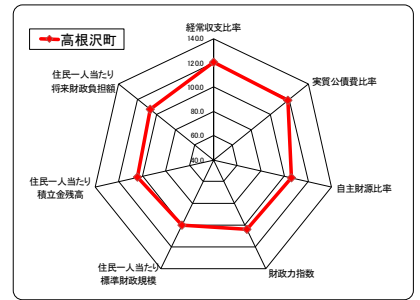 高根沢町
経常収支比率
140.0
120.0
100.0
80.0
60.0
40.0
実質公債費比率
自主財源比率
財政力指数
住民一人当たり
標準財政規模
住民一人当たり
積立金残高
住民一人当たり
将来財政負担額